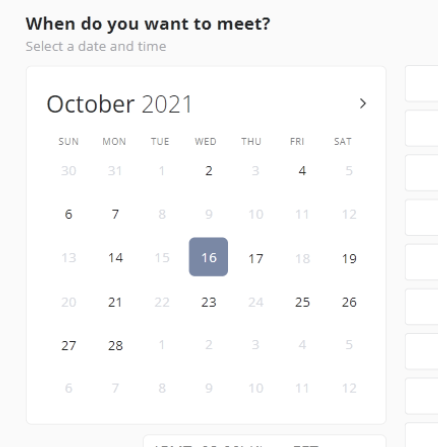 When do you want to meet?
Select a date and time
October 2021
SUN MON TUE WED THU FRI SAT
30 31 1 2 3 4 5
6 7 8 9 10 11 12
13 14 15 16 17 18 19
20 21 22 23 24 25 26
27 28 1 2 3 4 5
6 7 8 9 10 11 12